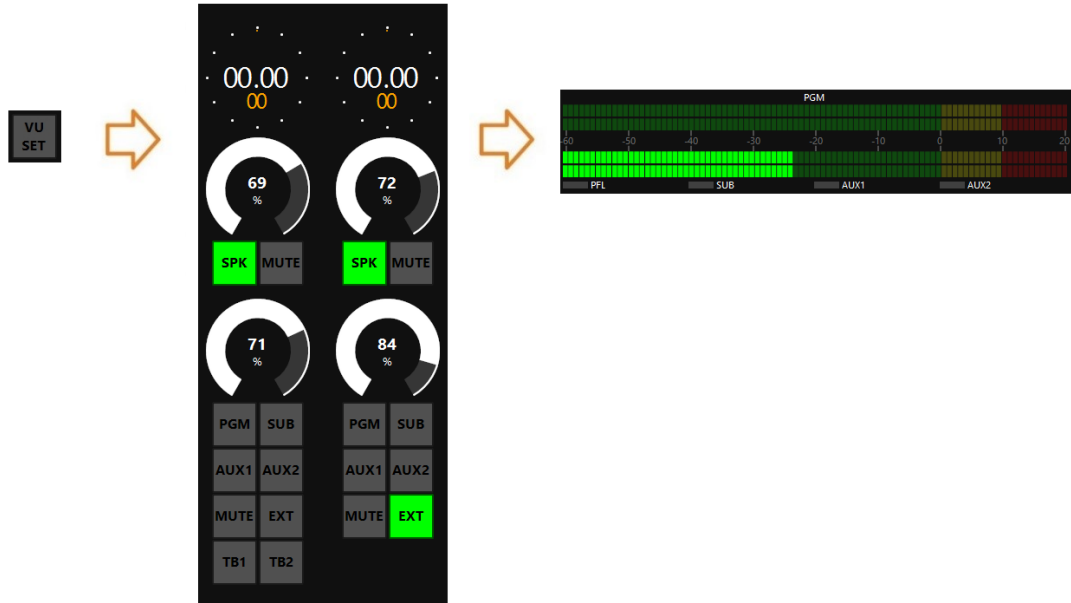 VU
SET
00.00 00.00
00 00
69 72
% %
SPK MUTE SPK MUTE
71 84
% %
PGM SUB PGM SUB
AUX1 AUX2 AUX1 AUX2
MUTE EXT MUTE EXT
TB1 TB2
PGM
-60 -50 -40 -30 -20 -10 0 10 20
PFL SUB AUX1 AUX2